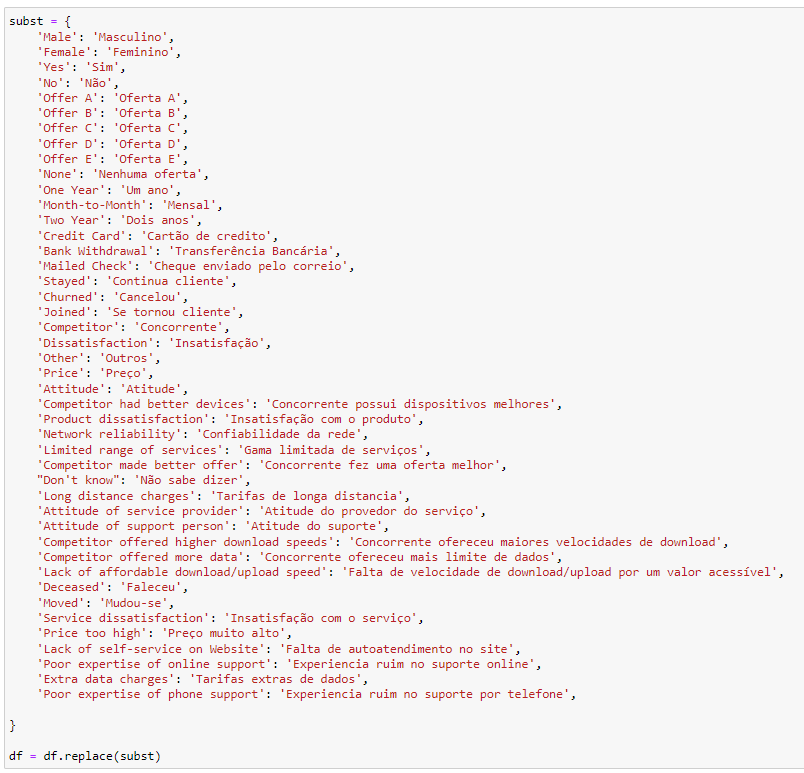 subst = {
    'Male': 'Masculino',
    'Female': 'Feminino',
    'Yes': 'Sim',
    'No': 'Não',
    'Offer A': 'Oferta A',
    'Offer B': 'Oferta B',
    'Offer C': 'Oferta C',
    'Offer D': 'Oferta D',
    'Offer E': 'Oferta E',
    'None': 'Nenhuma oferta',
    'One Year': 'Um ano',
    'Month-to-Month': 'Mensal',
    'Two Year': 'Dois anos',
    'Credit Card': 'Cartão de credito',
    'Bank Withdrawal': 'Transferência Bancária',
    'Mailed Check': 'Cheque enviado pelo correio',
    'Stayed': 'Continua cliente',
    'Churned': 'Cancelou',
    'Joined': 'Se tornou cliente',
    'Competitor': 'Concorrente',
    'Dissatisfaction': 'Insatisfação',
    'Other': 'Outros',
    'Price': 'Preço',
    'Attitude': 'Atitude',
    'Competitor had better devices': 'Concorrente possui dispositivos melhores',
    'Product dissatisfaction': 'Insatisfação com o produto',
    'Network reliability': 'Confiabilidade da rede',
    'Limited range of services': 'Gama limitada de serviços',
    'Competitor made better offer': 'Concorrente fez uma oferta melhor',
    "Don't know": 'Não sabe dizer',
    'Long distance charges': 'Tarifas de longa distancia',
    'Attitude of service provider': 'Atitude do provedor do serviço',
    'Attitude of support person': 'Atitude do suporte',
    'Competitor offered higher download speeds': 'Concorrente ofereceu maiores velocidades de download',
    'Competitor offered more data': 'Concorrente ofereceu mais limite de dados',
    'Lack of affordable download/upload speed': 'Falta de velocidade de download/upload por um valor acessível',
    'Deceased': 'Faleceu',
    'Moved': 'Mudou-se',
    'Service dissatisfaction': 'Insatisfação com o serviço',
    'Price too high': 'Preço muito alto',
    'Lack of self-service on Website': 'Falta de autoatendimento no site',
    'Poor expertise of online support': 'Experiencia ruim no suporte online',
    'Extra data charges': 'Tarifas extras de dados',
    'Poor expertise of phone support': 'Experiencia ruim no suporte por telefone',
}
df = df.replace(subst)